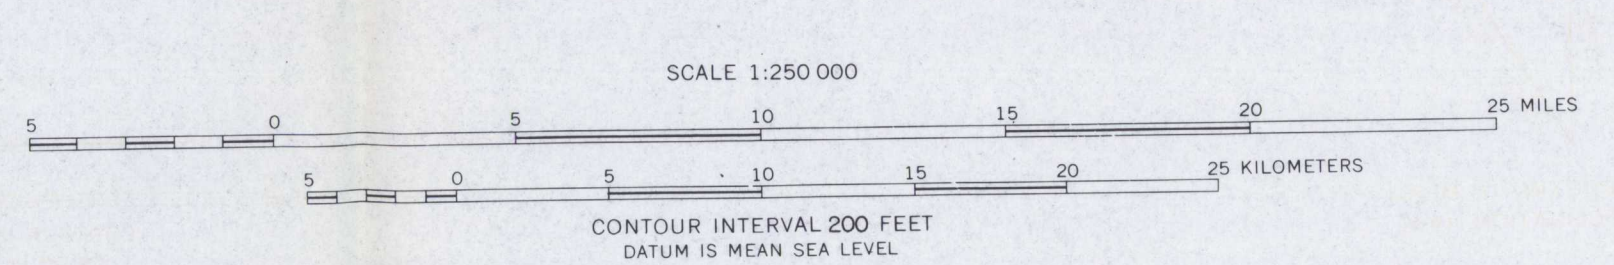 SCALE 1:250 000
5 0 5 10 15 20 25 MILES
5 0 5 10 15 20 25 KILOMETERS
CONTOUR INTERVAL 200 FEET
DATUM IS MEAN SEA LEVEL